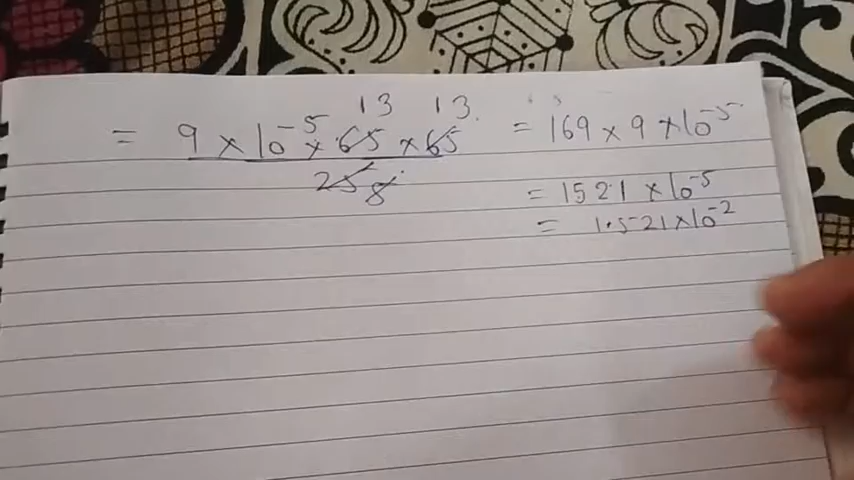 13 13
= 9 × 10⁻⁵ × 65 × 65 = 169 × 9 × 10⁻⁵
25 8 = 1521 × 10⁻⁵
= 1.521 × 10⁻²